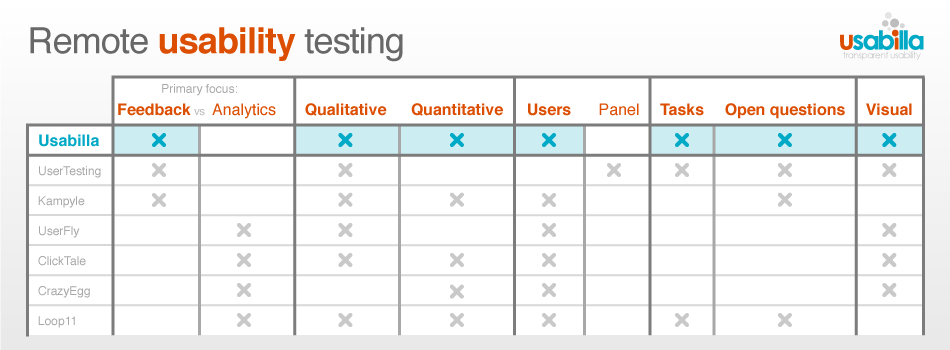 Remote usability testing
usabilla
transparent usability
Primary focus:
Feedback vs Analytics Qualitative Quantitative Users Panel Tasks Open questions Visual
Usabilla
UserTesting
Kampyle
UserFly
ClickTale
CrazyEgg
Loop11